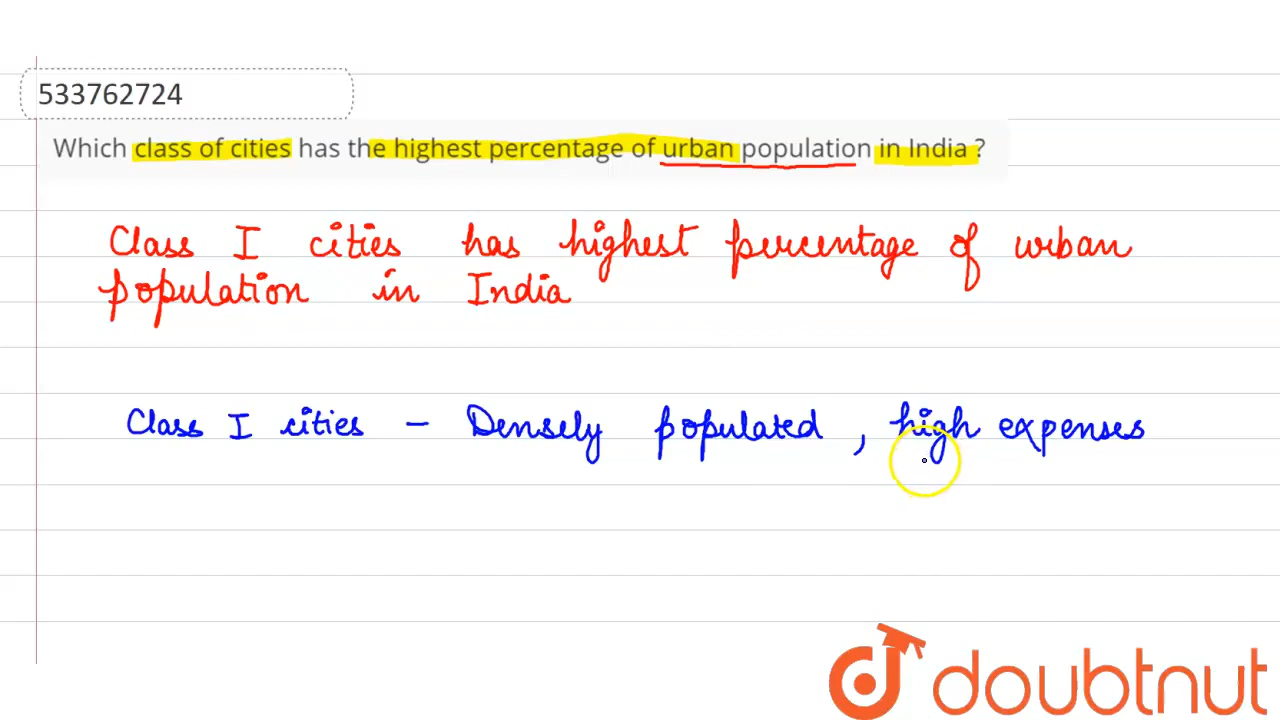 533762724
Which class of cities has the highest percentage of urban population in India ?
Class I cities has highest percentage of urban
population in India
Class I cities - Densely populated, high expenses
doubtnut